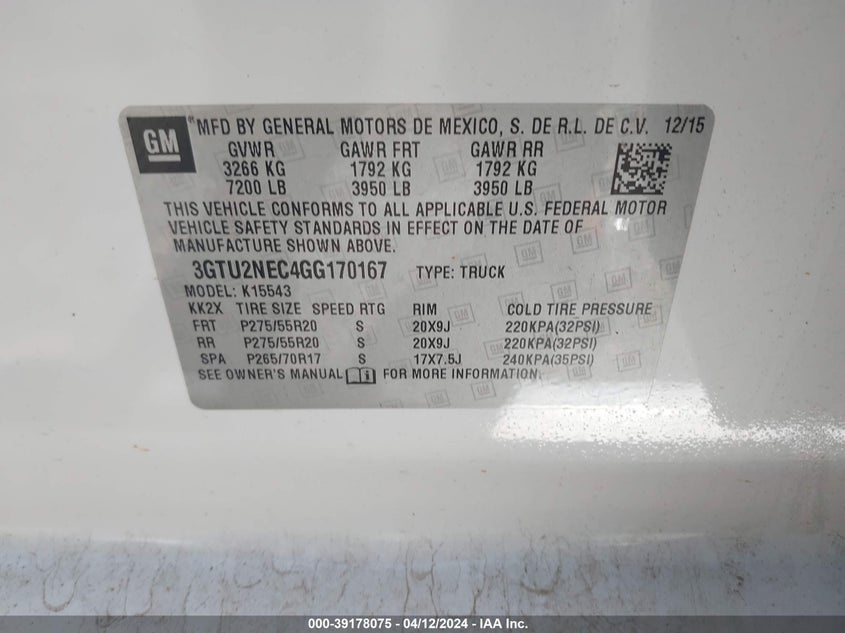 GM MFD BY GENERAL MOTORS DE MEXICO, S. DE R.L. DE C.V. 12/15
GVWR GAWR FRT GAWR RR
3266 KG 1792 KG 1792 KG
7200 LB 3950 LB 3950 LB
THIS VEHICLE CONFORMS TO ALL APPLICABLE U.S. FEDERAL MOTOR
VEHICLE SAFETY STANDARDS IN EFFECT ON THE DATE OF
MANUFACTURE SHOWN ABOVE.
3GTU2NEC4GG170167 TYPE: TRUCK
MODEL: K15543
KK2X TIRE SIZE SPEED RTG RIM COLD TIRE PRESSURE
FRT P275/55R20 S 20X9J 220KPA(32PSI)
RR P275/55R20 S 20X9J 220KPA(32PSI)
SPA P265/70R17 S 17X7.5J 240KPA(35PSI)
SEE OWNER'S MANUAL FOR MORE INFORMATION.
000-39178075 - 04/12/2024 - IAA Inc.